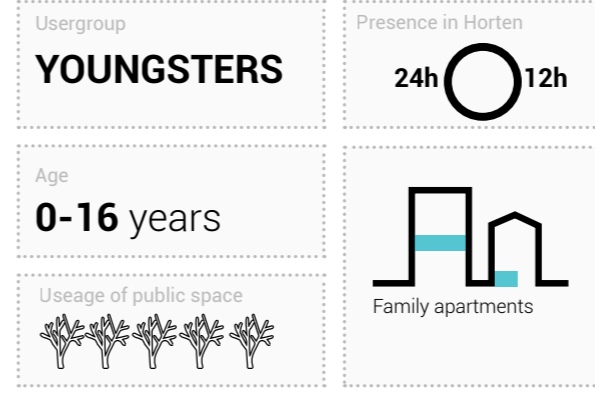 Usergroup
YOUNGSTERS
Presence in Horten
24h 12h
Age
0-16 years
Useage of public space
Family apartments